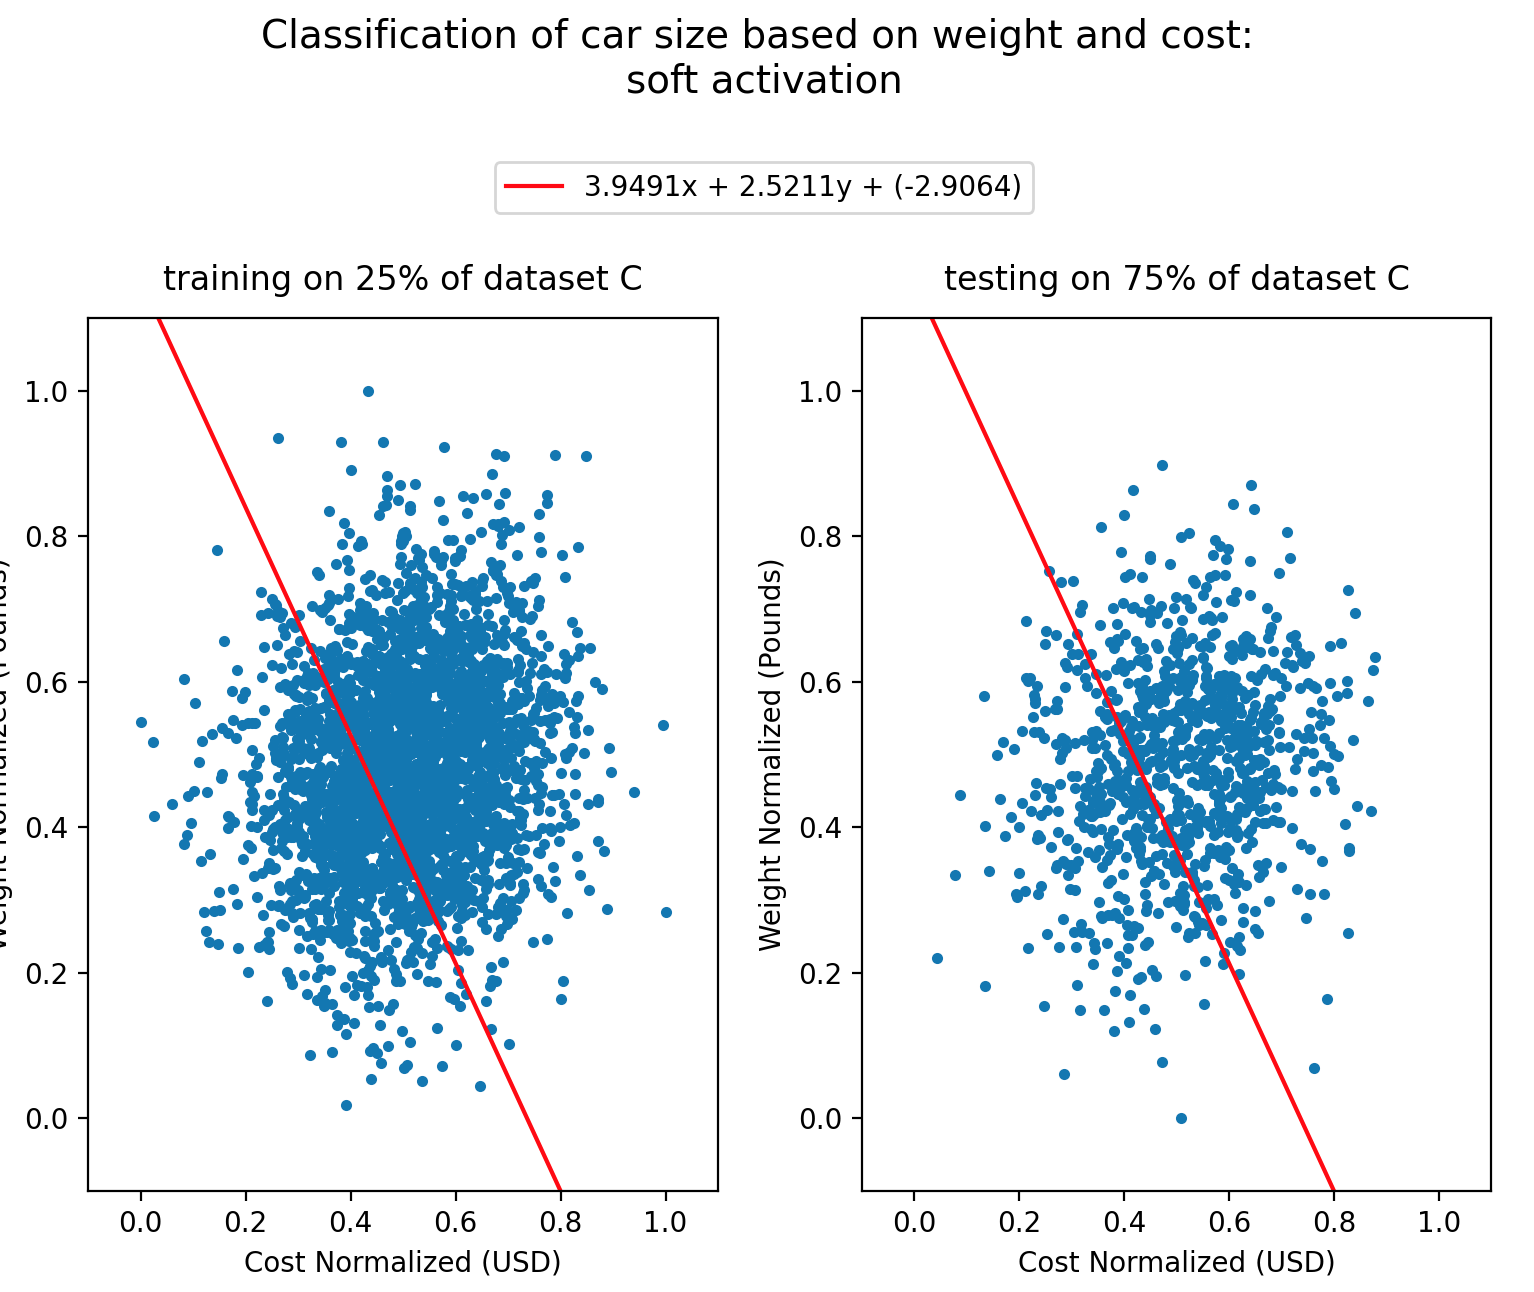 Classification of car size based on weight and cost:
soft activation
3.9491x + 2.5211y + (-2.9064)
training on 25% of dataset C
testing on 75% of dataset C
Weight Normalized (Pounds)
1.0
0.8
0.6
0.4
0.2
0.0
0.0 0.2 0.4 0.6 0.8 1.0
Cost Normalized (USD)
Weight Normalized (Pounds)
1.0
0.8
0.6
0.4
0.2
0.0
0.0 0.2 0.4 0.6 0.8 1.0
Cost Normalized (USD)